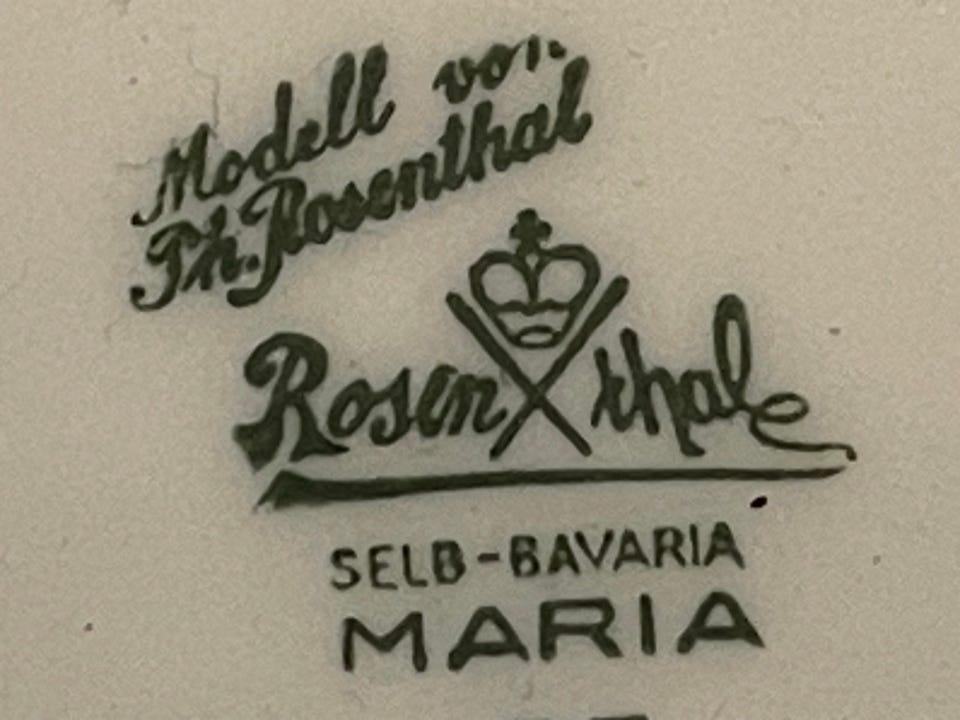 Modell von
Ph. Rosenthal
Rosenthal
SELB-BAVARIA
MARIA